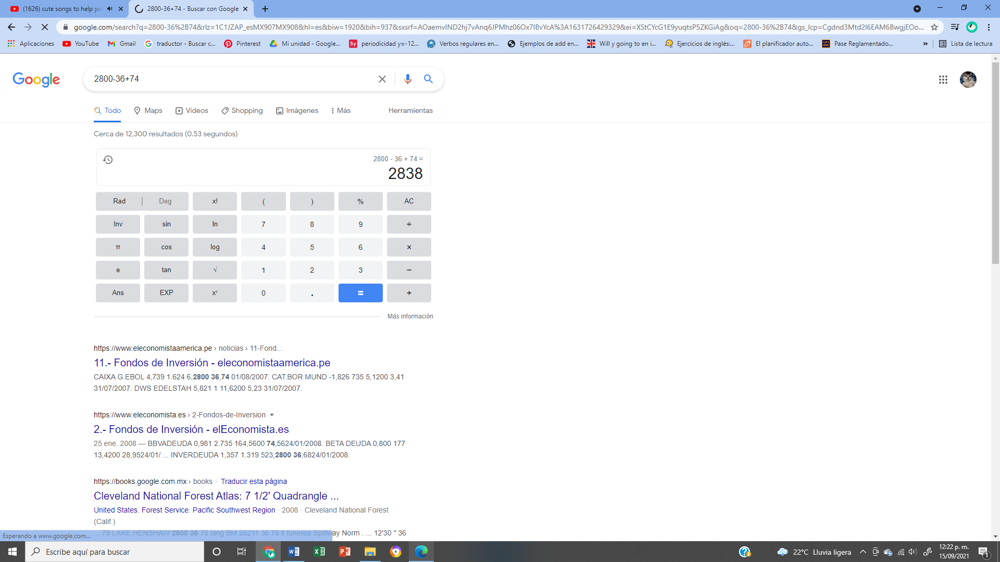 (1626) cute songs to help yo
2800-36+74 - Buscar con Google
google.com/search?q=2800-36%2B74&rlz=1C1JZAP_esMX907MX908&hl=es&biw=1920&bih=937&sxsrf=AOaemvIND2hj7vAnq6JPMhz06Ox7IBvYcA%3A1631726429329&ei=XStCYcG1E9yuqtsP5ZKGiAg&oq=2800-36%2B74&gs_lcp=Cgdnd3Mtd2l6EAM6BwgjEOo...
Aplicaciones YouTube Gmail traductor - Buscar c... Pinterest Mi unidad - Google... Sy periodicidad y=-12... Verbos regulares en... Ejemplos de add en... Will y going to en i... Ejercicios de inglés:... El planificador auto... Pase Reglamentado... » Lista de lectura
Google 2800-36+74
Todo Maps Vídeos Shopping Imágenes Más Herramientas
Cerca de 12,300 resultados (0.53 segundos)
2800 - 36 + 74 =
2838
Rad | Deg x! ( ) % AC
Inv sin ln 7 8 9 ÷
π cos log 4 5 6 ×
e tan √ 1 2 3 −
Ans EXP xʸ 0 . = +
Más información
https://www.eleconomistaamerica.pe › noticias › 11-Fond...
11.- Fondos de Inversión - eleconomistaamerica.pe
CAIXA G.EBOL 4,739 1.624 6,2800 36,74 01/08/2007. CAT.BOR MUND -1,826 735 5,1200 3,41
31/07/2007. DWS EDELSTAH 5,821 1 11,6200 5,23 31/07/2007.
https://www.eleconomista.es › 2-Fondos-de-Inversion
2.- Fondos de Inversión - elEconomista.es
25 ene. 2008 — BBVADEUDA 0,981 2.735 164,5600 74,5624/01/2008. BETA DEUDA 0,800 177
13,4200 28,9524/01/ ... INVERDEUDA 1,357 1.319 523,2800 36,6824/01/2008.
https://books.google.com.mx › books · Traducir esta página
Cleveland National Forest Atlas: 7 1/2' Quadrangle ...
United States. Forest Service. Pacific Southwest Region · 2008 · Cleveland National Forest
(Calif.)
... 79 LAKE HENSHAW 2800 36 78 lang BM 26211 36 78 Il funerea Spillway Norm . ... 12'30 " 36
Esperando a www.google.com...
Escribe aquí para buscar
22°C Lluvia ligera
12:22 p. m.
15/09/2021
1